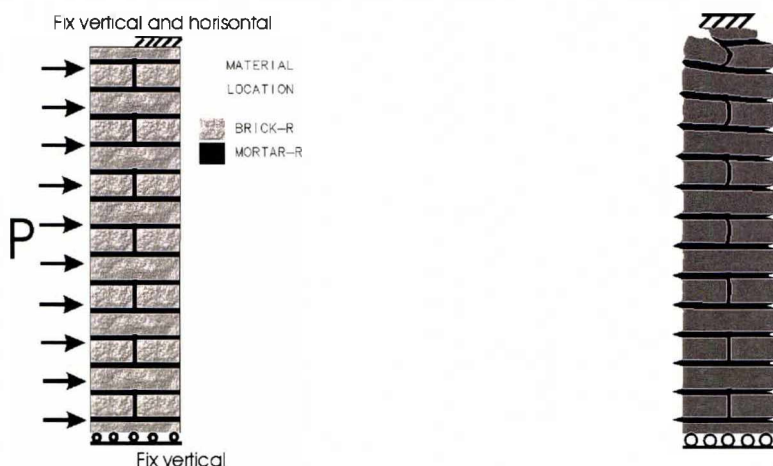 Fix vertical and horisontal
MATERIAL
LOCATION
BRICK-R
MORTAR-R
P
Fix vertical